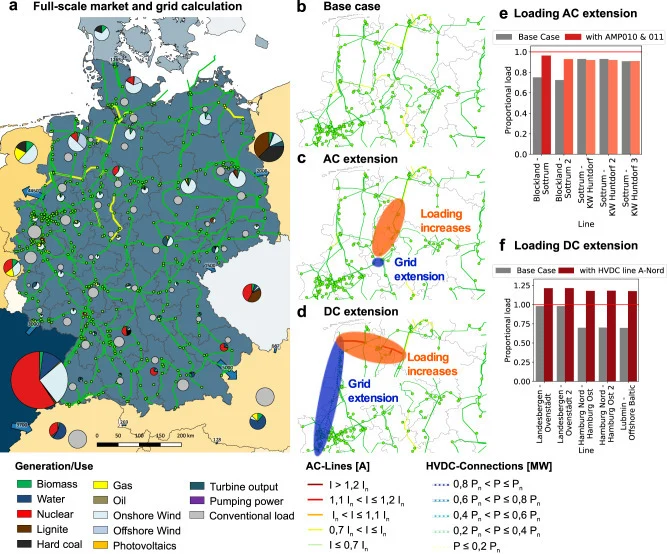 a Full-scale market and grid calculation
0 50 100 150 200 km
b Base case
c AC extension
Loading
increases
Grid
extension
d DC extension
Loading
increases
Grid
extension
e Loading AC extension
Base Case with AMP010 & 011
Proportional load
1.0
0.8
0.6
0.4
0.2
0.0
Blockland -
Sottrum
Blockland -
Sottrum 2
Sottrum -
KW Huntdorf
Sottrum -
KW Huntdorf 2
Sottrum -
KW Huntdorf 3
Line
f Loading DC extension
Base Case with HVDC line A-Nord
Proportional load
1.25
1.00
0.75
0.50
0.25
0.00
Landesbergen -
Ovenstädt
Landesbergen -
Ovenstädt 2
Hamburg Nord -
Hamburg Ost
Hamburg Nord -
Hamburg Ost 2
Lubmin -
Offshore Baltic
Line
Generation/Use
Biomass
Water
Nuclear
Lignite
Hard coal
Gas
Oil
Onshore Wind
Offshore Wind
Photovoltaics
Turbine output
Pumping power
Conventional load
AC-Lines [A]
I > 1,2 In
1,1 In < I ≤ 1,2 In
In < I ≤ 1,1 In
0,7 In < I ≤ In
I ≤ 0,7 In
HVDC-Connections [MW]
0,8 Pn < P ≤ Pn
0,6 Pn < P ≤ 0,8 Pn
0,4 Pn < P ≤ 0,6 Pn
0,2 Pn < P ≤ 0,4 Pn
P ≤ 0,2 Pn